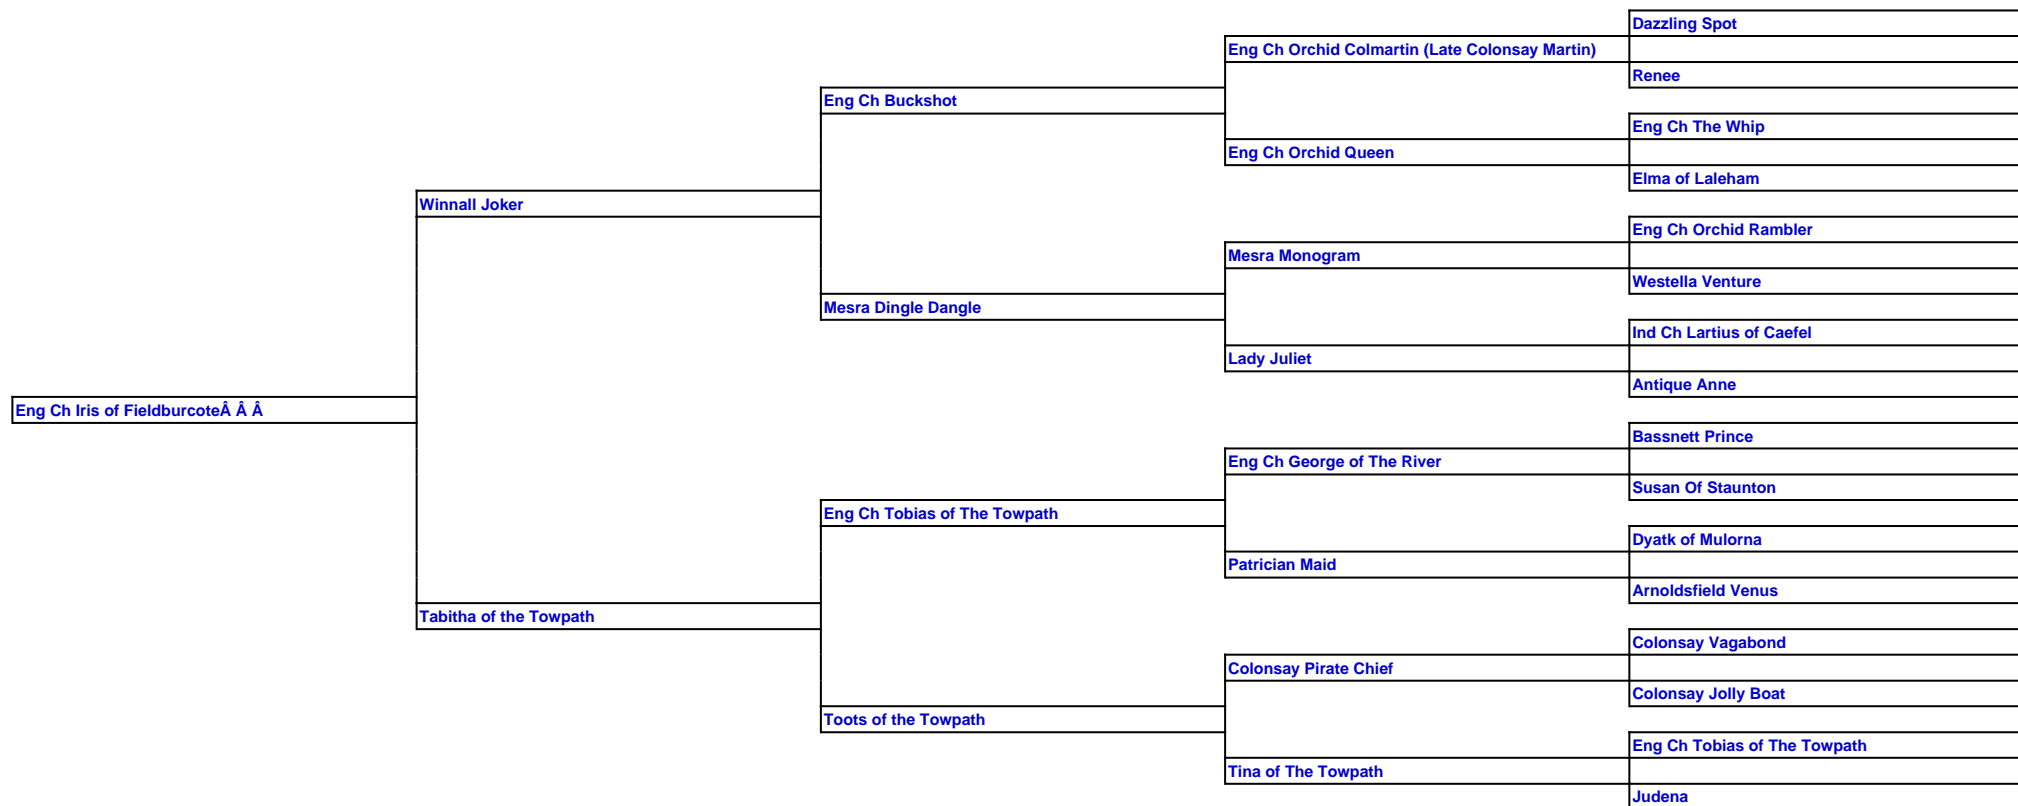 Dazzling Spot
Eng Ch Orchid Colmartin (Late Colonsay Martin)
Renee
Eng Ch Buckshot
Eng Ch The Whip
Eng Ch Orchid Queen
Elma of Laleham
Winnall Joker
Eng Ch Orchid Rambler
Mesra Monogram
Westella Venture
Mesra Dingle Dangle
Ind Ch Lartius of Caefel
Lady Juliet
Antique Anne
Eng Ch Iris of FieldburcoteÂ Â Â
Bassnett Prince
Eng Ch George of The River
Susan Of Staunton
Eng Ch Tobias of The Towpath
Dyatk of Mulorna
Patrician Maid
Arnoldsfield Venus
Tabitha of the Towpath
Colonsay Vagabond
Colonsay Pirate Chief
Colonsay Jolly Boat
Toots of the Towpath
Eng Ch Tobias of The Towpath
Tina of The Towpath
Judena